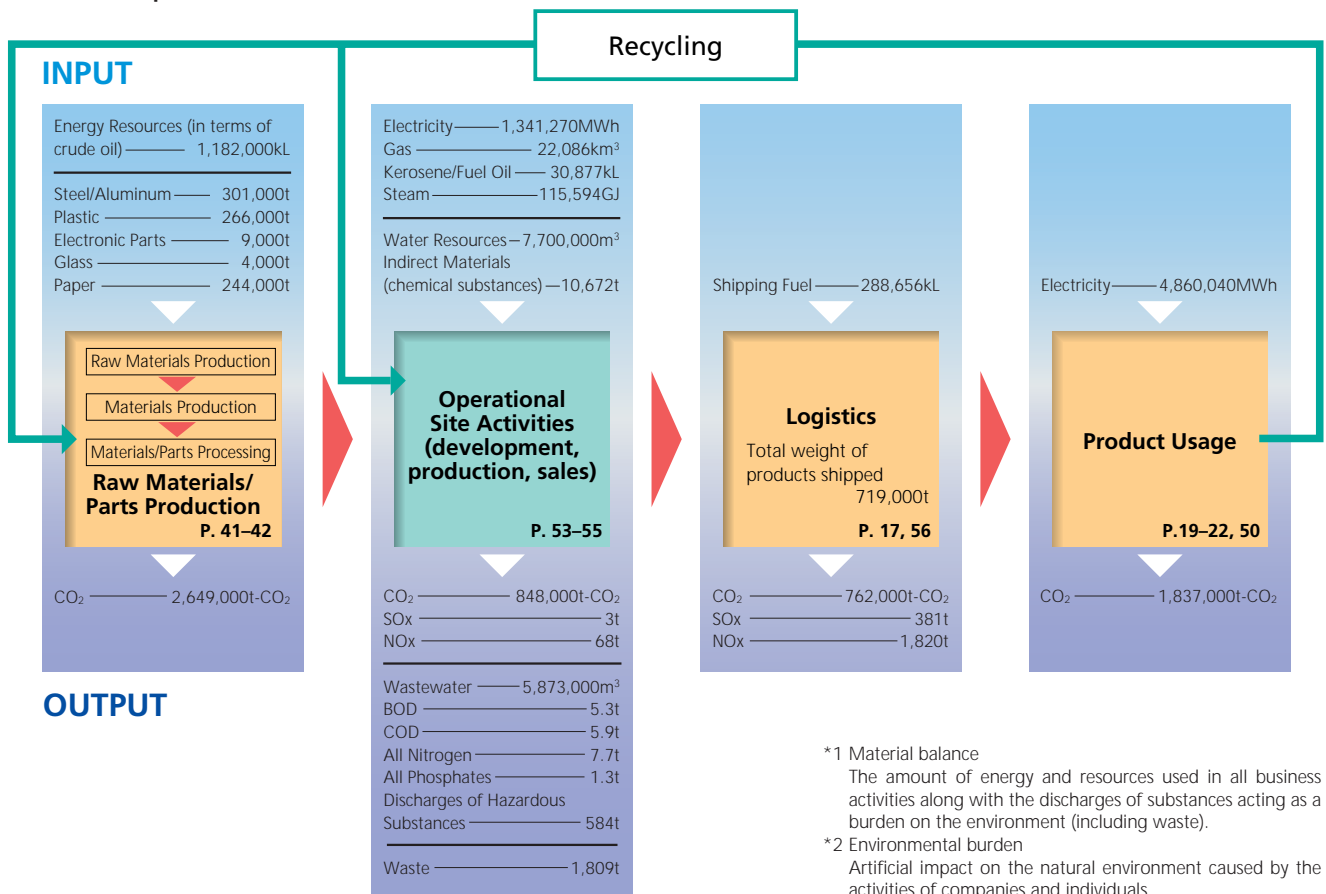 Recycling
INPUT
Energy Resources (in terms of
crude oil) 1,182,000kL
Steel/Aluminum 301,000t
Plastic 266,000t
Electronic Parts 9,000t
Glass 4,000t
Paper 244,000t
Raw Materials Production
Materials Production
Materials/Parts Processing
Raw Materials/
Parts Production
P. 41–42
CO₂ 2,649,000t-CO₂
Electricity 1,341,270MWh
Gas 22,086km³
Kerosene/Fuel Oil 30,877kL
Steam 115,594GJ
Water Resources 7,700,000m³
Indirect Materials
(chemical substances) 10,672t
Operational
Site Activities
(development,
production, sales)
P. 53–55
CO₂ 848,000t-CO₂
SOx 3t
NOx 68t
Wastewater 5,873,000m³
BOD 5.3t
COD 5.9t
All Nitrogen 7.7t
All Phosphates 1.3t
Discharges of Hazardous
Substances 584t
Waste 1,809t
Shipping Fuel 288,656kL
Logistics
Total weight of
products shipped
719,000t
P. 17, 56
CO₂ 762,000t-CO₂
SOx 381t
NOx 1,820t
Electricity 4,860,040MWh
Product Usage
P.19–22, 50
CO₂ 1,837,000t-CO₂
OUTPUT
*1 Material balance
The amount of energy and resources used in all business
activities along with the discharges of substances acting as a
burden on the environment (including waste).
*2 Environmental burden
Artificial impact on the natural environment caused by the
activities of companies and individuals